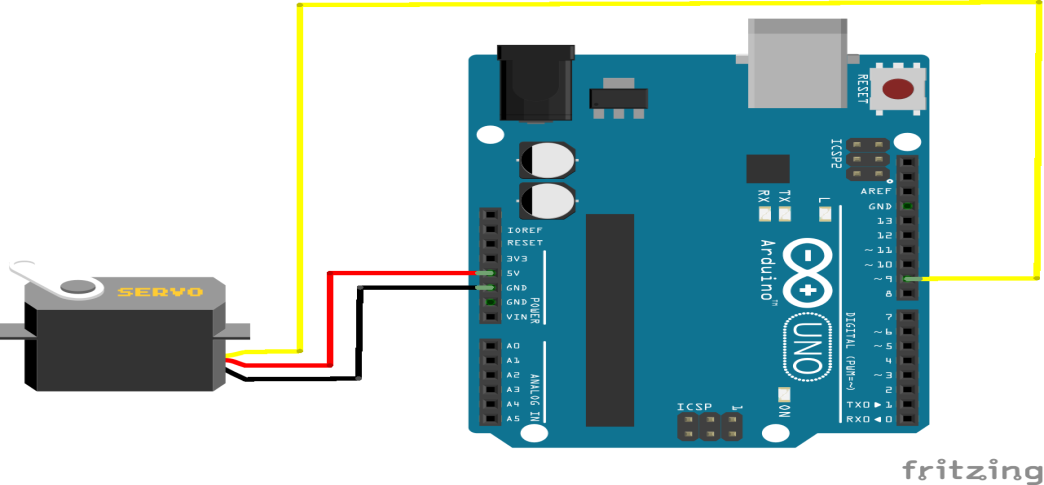 SERVO
RESET
ICSP2
AREF
GND
13
12
~11
~10
~9
8
RX
TX
L
IOREF
RESET
3V3
5V
GND
GND
VIN
POWER
Arduino™
UNO
DIGITAL (PWM=~)
7
~6
~5
4
~3
2
TX0▶1
RX0◀0
A0
A1
A2
A3
A4
A5
ANALOG IN
ICSP
1
ON
fritzing